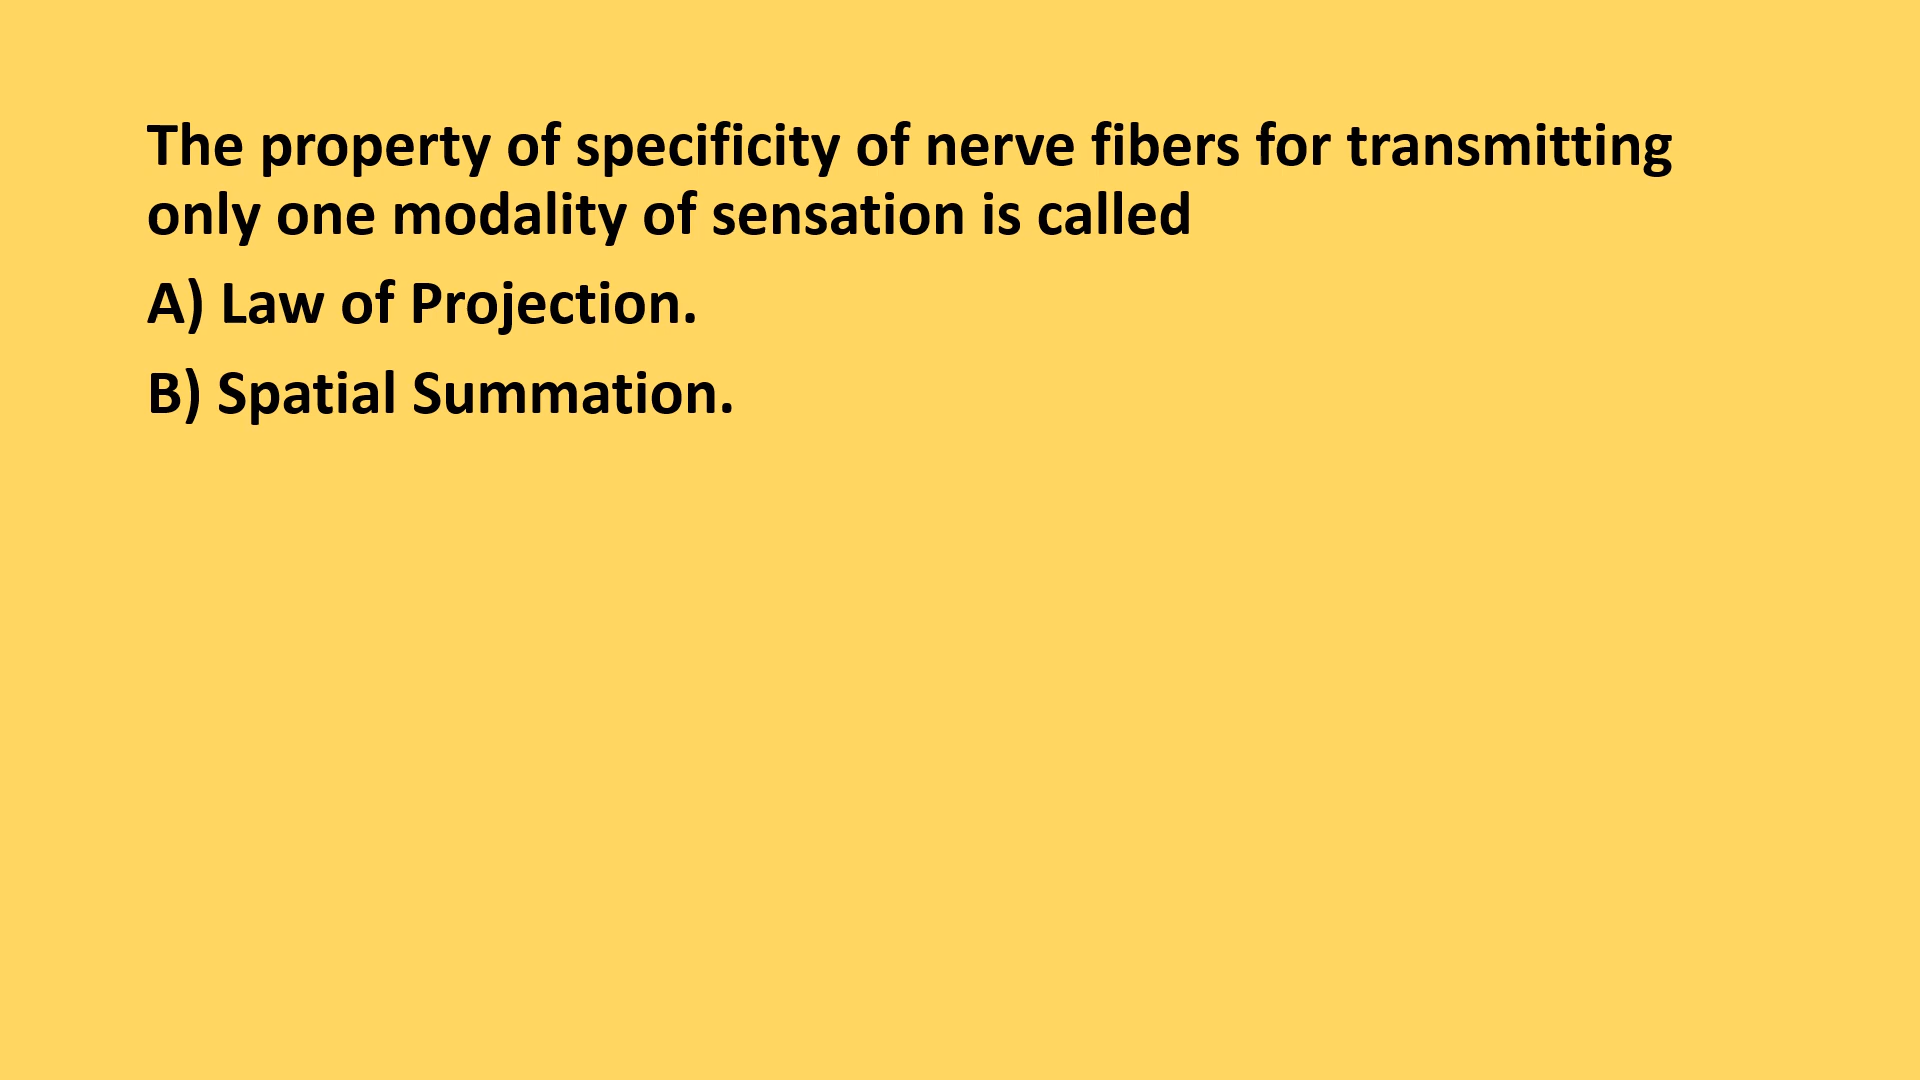 The property of specificity of nerve fibers for transmitting
only one modality of sensation is called
A) Law of Projection.
B) Spatial Summation.